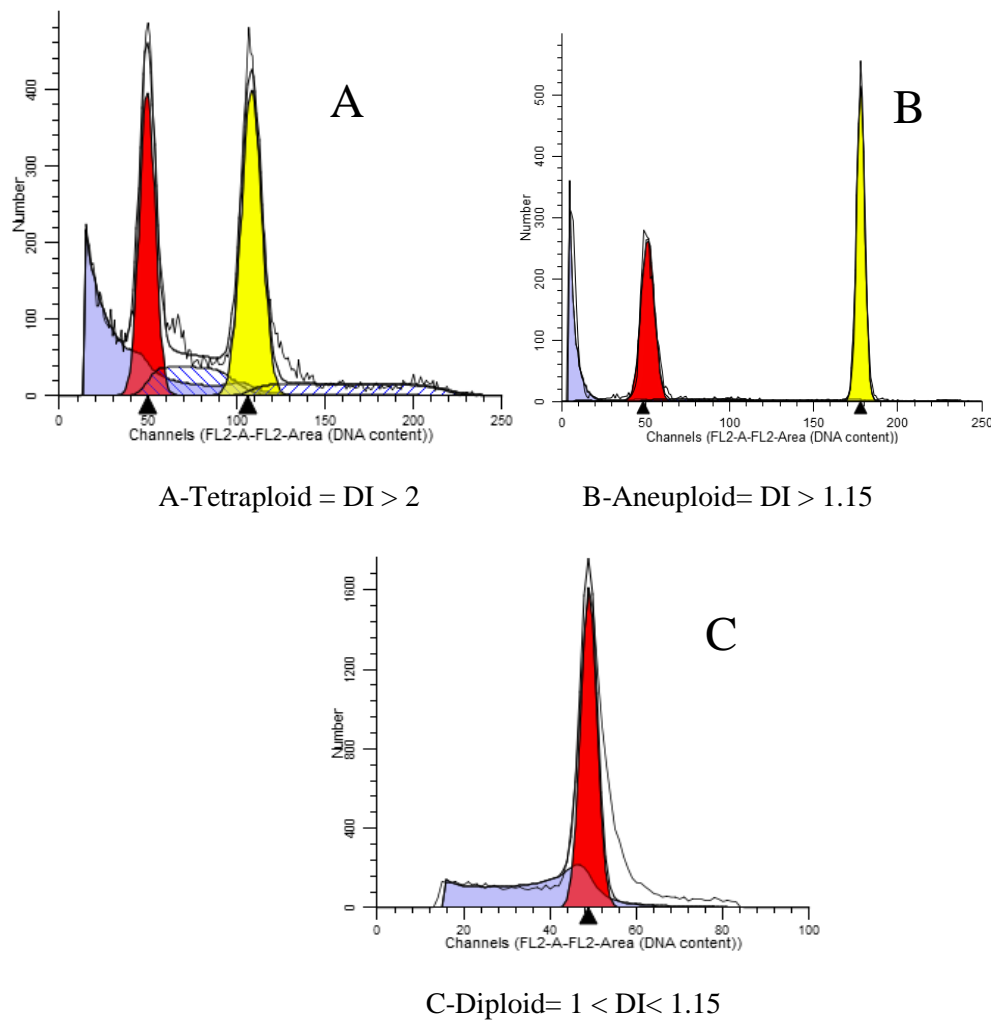 A
400
300
200
100
0
Number
0 50 100 150 200 250
Channels (FL2-A-FL2-Area (DNA content))
B
500
400
300
200
100
0
Number
0 50 100 150 200 250
Channels (FL2-A-FL2-Area (DNA content))
A-Tetraploid = DI > 2
B-Aneuploid= DI > 1.15
C
1600
1200
800
400
0
Number
0 20 40 60 80 100
Channels (FL2-A-FL2-Area (DNA content))
C-Diploid= 1 < DI< 1.15